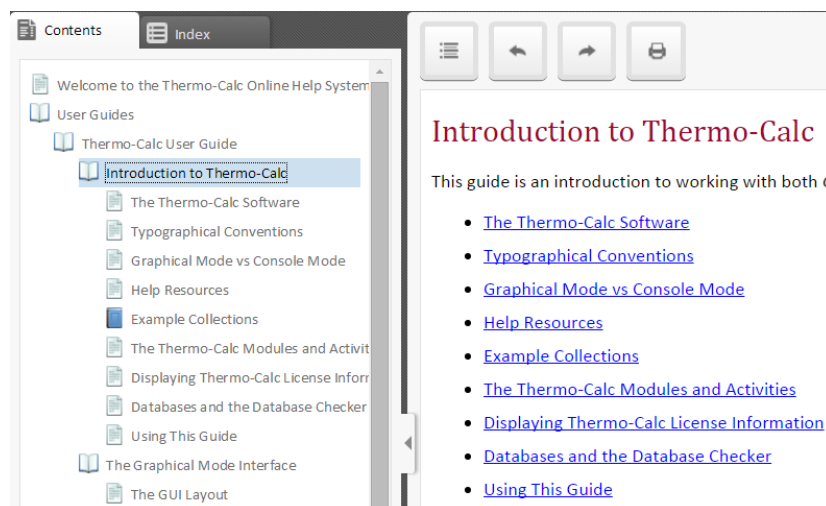 Contents
Index
Welcome to the Thermo-Calc Online Help System
User Guides
Thermo-Calc User Guide
Introduction to Thermo-Calc
The Thermo-Calc Software
Typographical Conventions
Graphical Mode vs Console Mode
Help Resources
Example Collections
The Thermo-Calc Modules and Activit
Displaying Thermo-Calc License Inforr
Databases and the Database Checker
Using This Guide
The Graphical Mode Interface
The GUI Layout
Introduction to Thermo-Calc
This guide is an introduction to working with both
The Thermo-Calc Software
Typographical Conventions
Graphical Mode vs Console Mode
Help Resources
Example Collections
The Thermo-Calc Modules and Activities
Displaying Thermo-Calc License Information
Databases and the Database Checker
Using This Guide